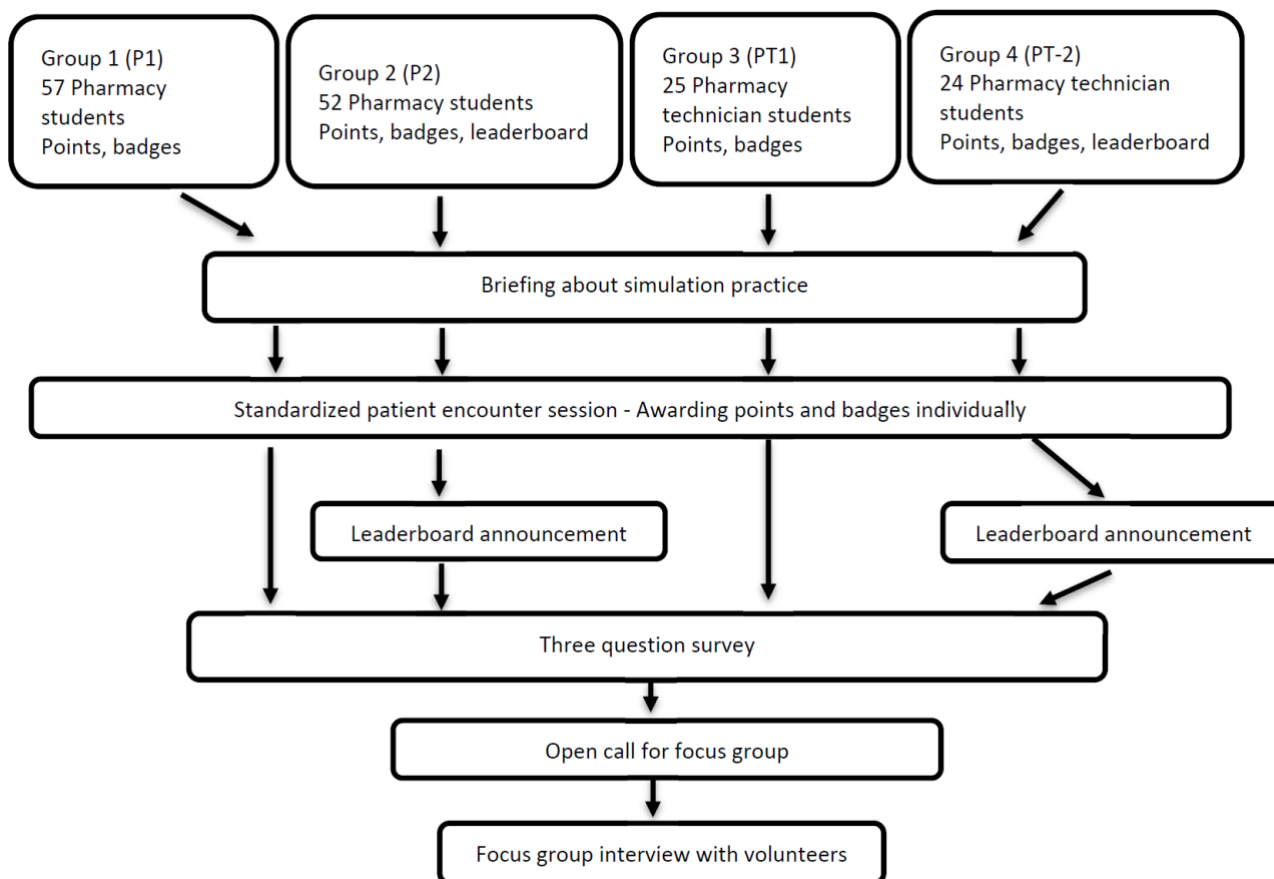 Group 1 (P1)
57 Pharmacy
students
Points, badges
Group 2 (P2)
52 Pharmacy students
Points, badges, leaderboard
Group 3 (PT1)
25 Pharmacy
technician students
Points, badges
Group 4 (PT-2)
24 Pharmacy technician
students
Points, badges, leaderboard
Briefing about simulation practice
Standardized patient encounter session - Awarding points and badges individually
Leaderboard announcement
Leaderboard announcement
Three question survey
Open call for focus group
Focus group interview with volunteers